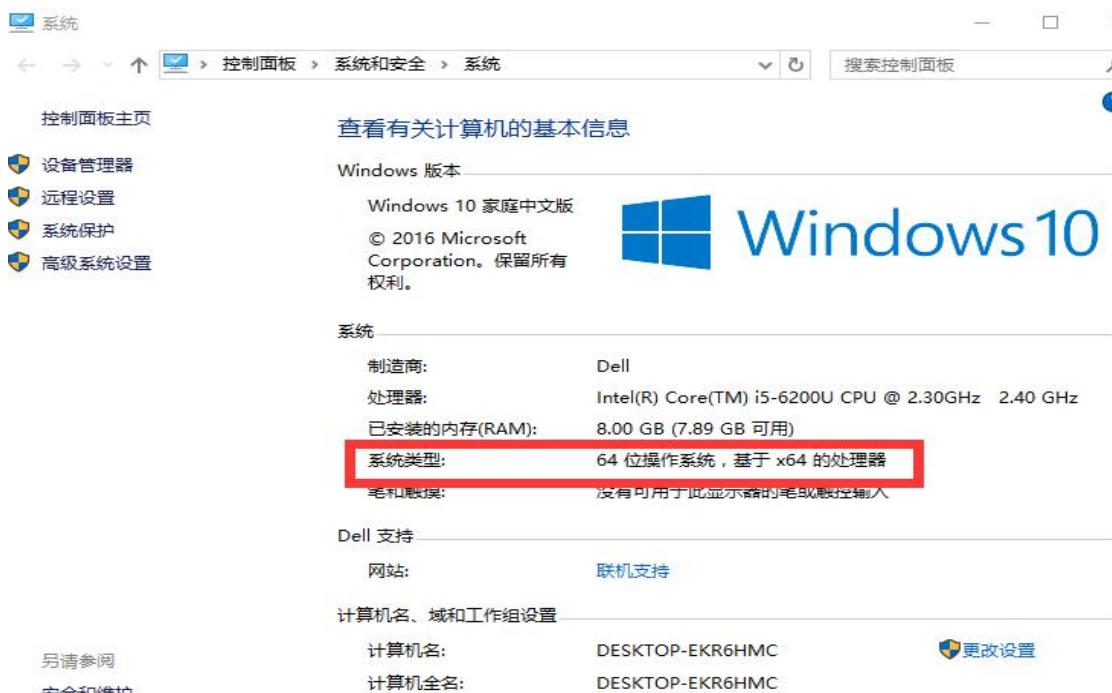 系统
控制面板 › 系统和安全 › 系统
搜索控制面板
控制面板主页
设备管理器
远程设置
系统保护
高级系统设置
查看有关计算机的基本信息
Windows 版本
Windows 10 家庭中文版
© 2016 Microsoft
Corporation。保留所有
权利。
Windows 10
系统
制造商: Dell
处理器: Intel(R) Core(TM) i5-6200U CPU @ 2.30GHz 2.40 GHz
已安装的内存(RAM): 8.00 GB (7.89 GB 可用)
系统类型: 64 位操作系统，基于 x64 的处理器
笔和触摸: 没有可用于此显示器的笔或触控输入
Dell 支持
网站: 联机支持
计算机名、域和工作组设置
计算机名: DESKTOP-EKR6HMC 更改设置
计算机全名: DESKTOP-EKR6HMC
另请参阅
安全和维护